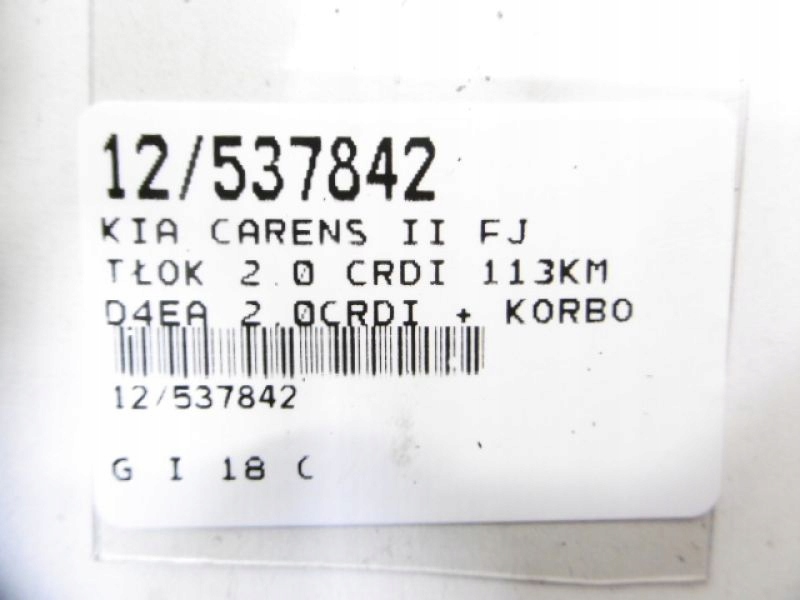 12/537842
KIA CARENS II FJ
TŁOK 2.0 CRDI 113KM
D4EA 2.0CRDI + KORBO
12/537842
G I 18 C